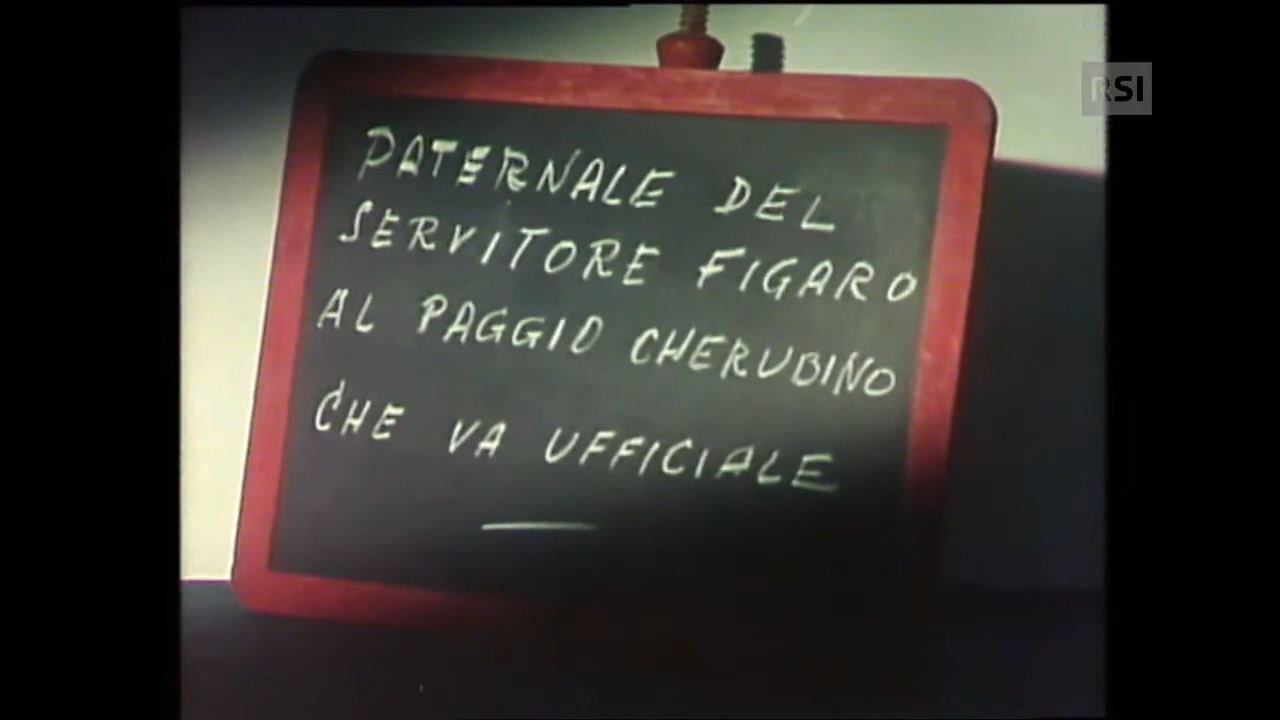 RSI
PATERNALE DEL
SERVITORE FIGARO
AL PAGGIO CHERUBINO
CHE VA UFFICIALE